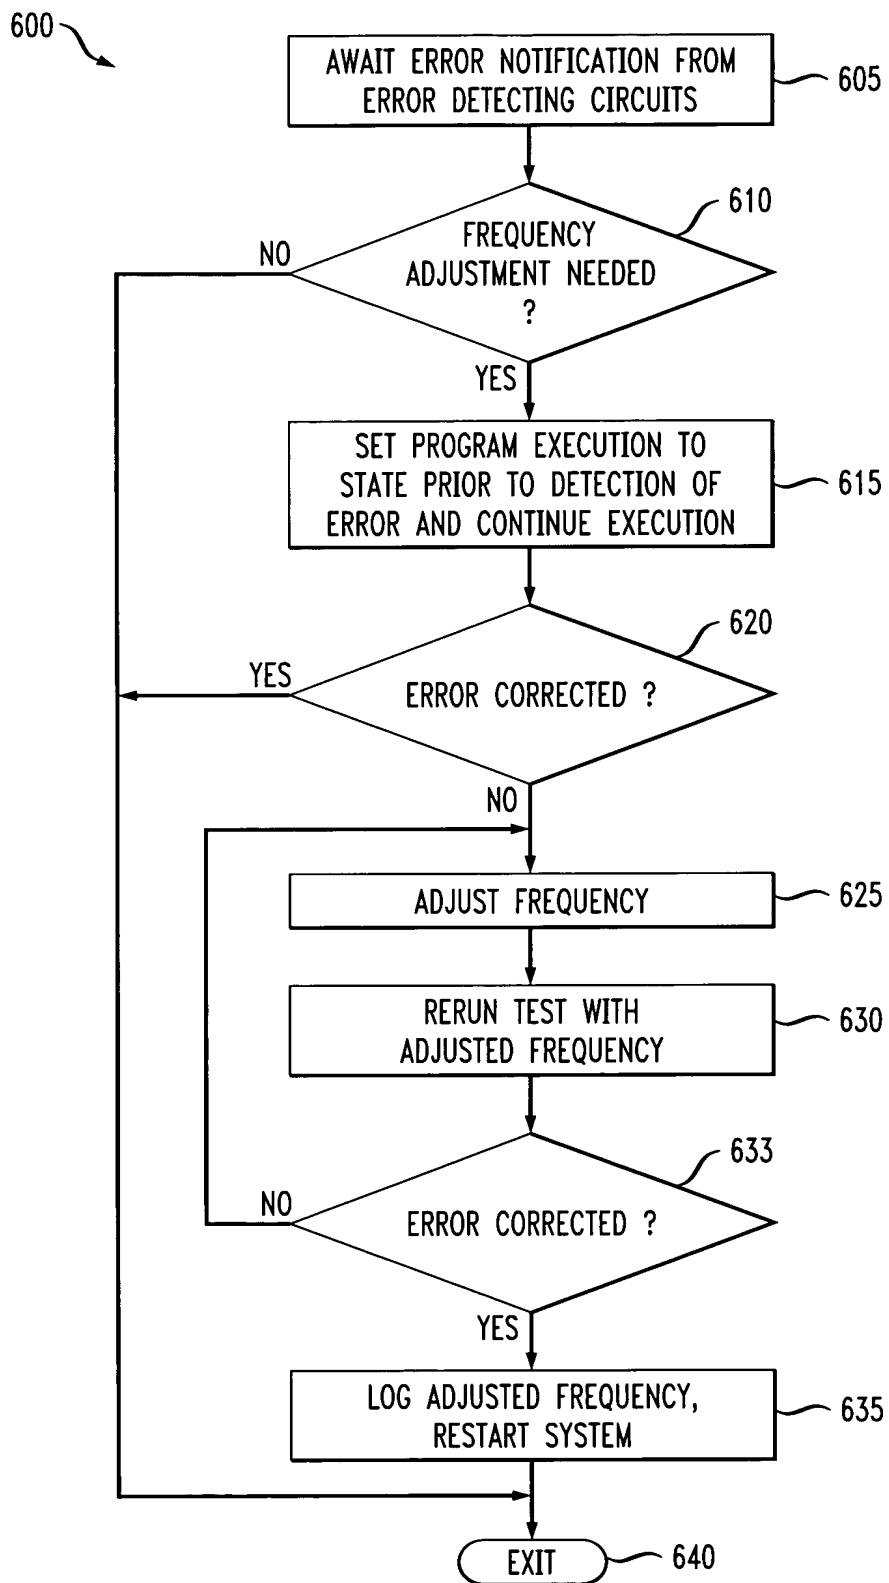 600
AWAIT ERROR NOTIFICATION FROM
ERROR DETECTING CIRCUITS
605
610
FREQUENCY
ADJUSTMENT NEEDED
?
NO
YES
SET PROGRAM EXECUTION TO
STATE PRIOR TO DETECTION OF
ERROR AND CONTINUE EXECUTION
615
620
YES
ERROR CORRECTED ?
NO
ADJUST FREQUENCY
625
RERUN TEST WITH
ADJUSTED FREQUENCY
630
633
NO
ERROR CORRECTED ?
YES
LOG ADJUSTED FREQUENCY,
RESTART SYSTEM
635
EXIT
640